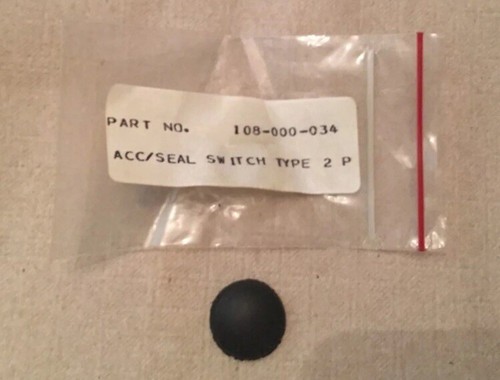 PART NO. 108-000-034
ACC/SEAL SWITCH TYPE 2 P